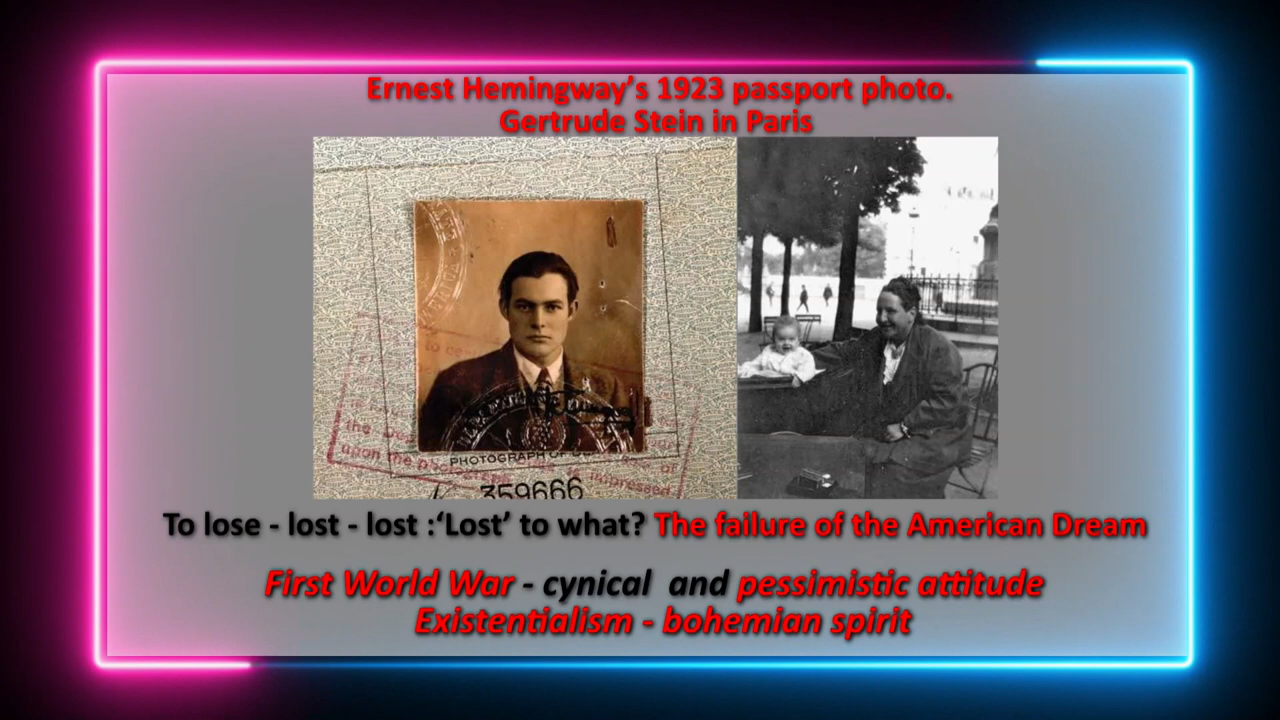 Ernest Hemingway’s 1923 passport photo.
Gertrude Stein in Paris
PHOTOGRAPH OF
359666
To lose - lost - lost :‘Lost’ to what? The failure of the American Dream
First World War - cynical and pessimistic attitude
Existentialism - bohemian spirit